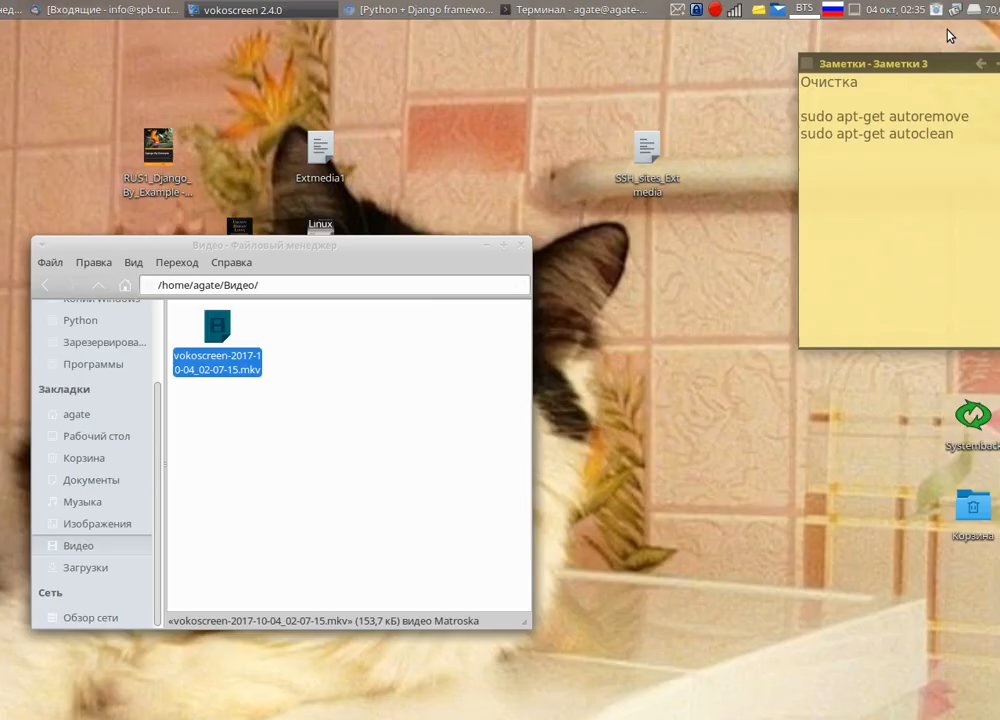 нед... [Входящие - info@spb-tut... vokoscreen 2.4.0 [Python + Django framewo... Терминал - agate@agate-... BTS 04 окт, 02:35 70,
Заметки - Заметки 3
Очистка
sudo apt-get autoremove
sudo apt-get autoclean
RUS1_Django_
By_Example -...
Extmedia1
SSH_sites_Ext
media
Linux
Видео - Файловый менеджер
Файл Правка Вид Переход Справка
/home/agate/Видео/
Копии Windows
Python
Зарезервирова...
Программы
Закладки
agate
Рабочий стол
Корзина
Документы
Музыка
Изображения
Видео
Загрузки
Сеть
Обзор сети
vokoscreen-2017-1
0-04_02-07-15.mkv
«vokoscreen-2017-10-04_02-07-15.mkv» (153,7 кБ) видео Matroska
Systemback
Корзина